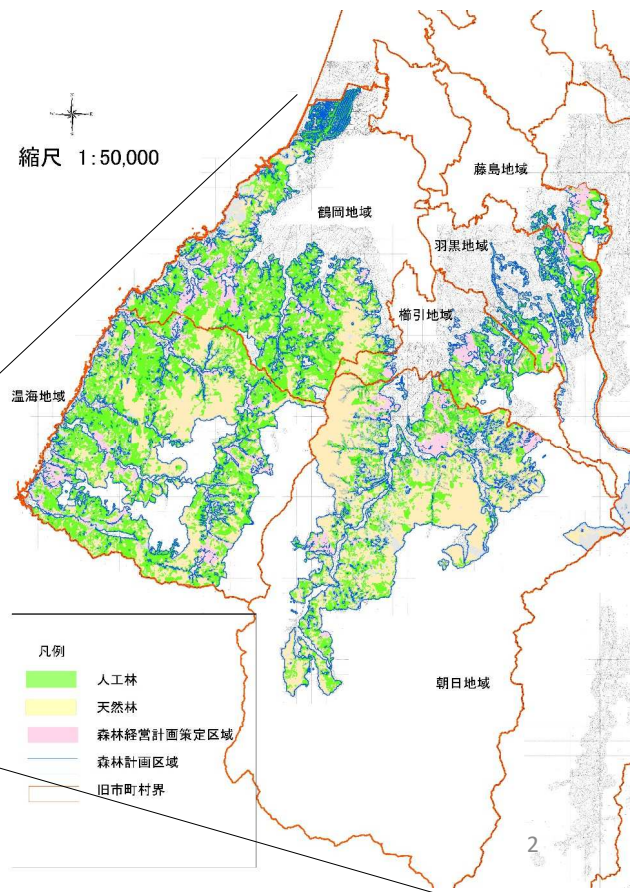 縮尺 1:50,000
藤島地域
鶴岡地域
羽黒地域
櫛引地域
温海地域
朝日地域
凡例
人工林
天然林
森林経営計画策定区域
森林計画区域
旧市町村界
2